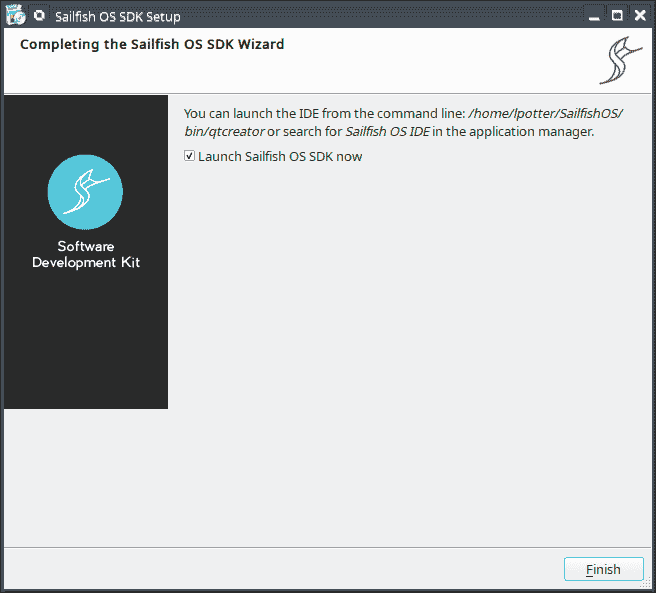 Sailfish OS SDK Setup
Completing the Sailfish OS SDK Wizard
You can launch the IDE from the command line: /home/lpotter/SailfishOS/
bin/qtcreator or search for Sailfish OS IDE in the application manager.
Launch Sailfish OS SDK now
Software
Development Kit
Finish